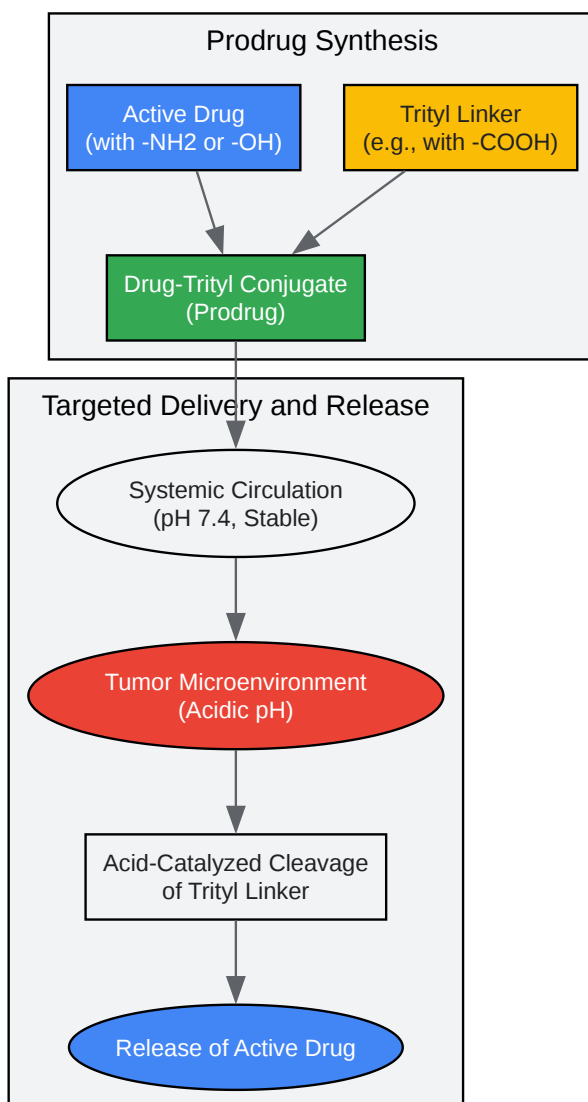 Prodrug Synthesis
Active Drug
(with -NH2 or -OH)
Trityl Linker
(e.g., with -COOH)
Drug-Trityl Conjugate
(Prodrug)
Targeted Delivery and Release
Systemic Circulation
(pH 7.4, Stable)
Tumor Microenvironment
(Acidic pH)
Acid-Catalyzed Cleavage
of Trityl Linker
Release of Active Drug